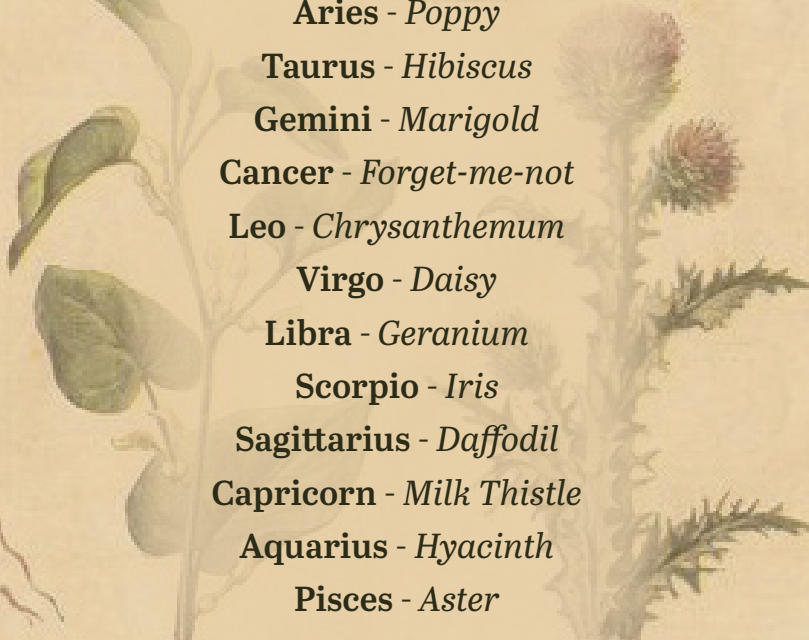 Aries - Poppy
Taurus - Hibiscus
Gemini - Marigold
Cancer - Forget-me-not
Leo - Chrysanthemum
Virgo - Daisy
Libra - Geranium
Scorpio - Iris
Sagittarius - Daffodil
Capricorn - Milk Thistle
Aquarius - Hyacinth
Pisces - Aster